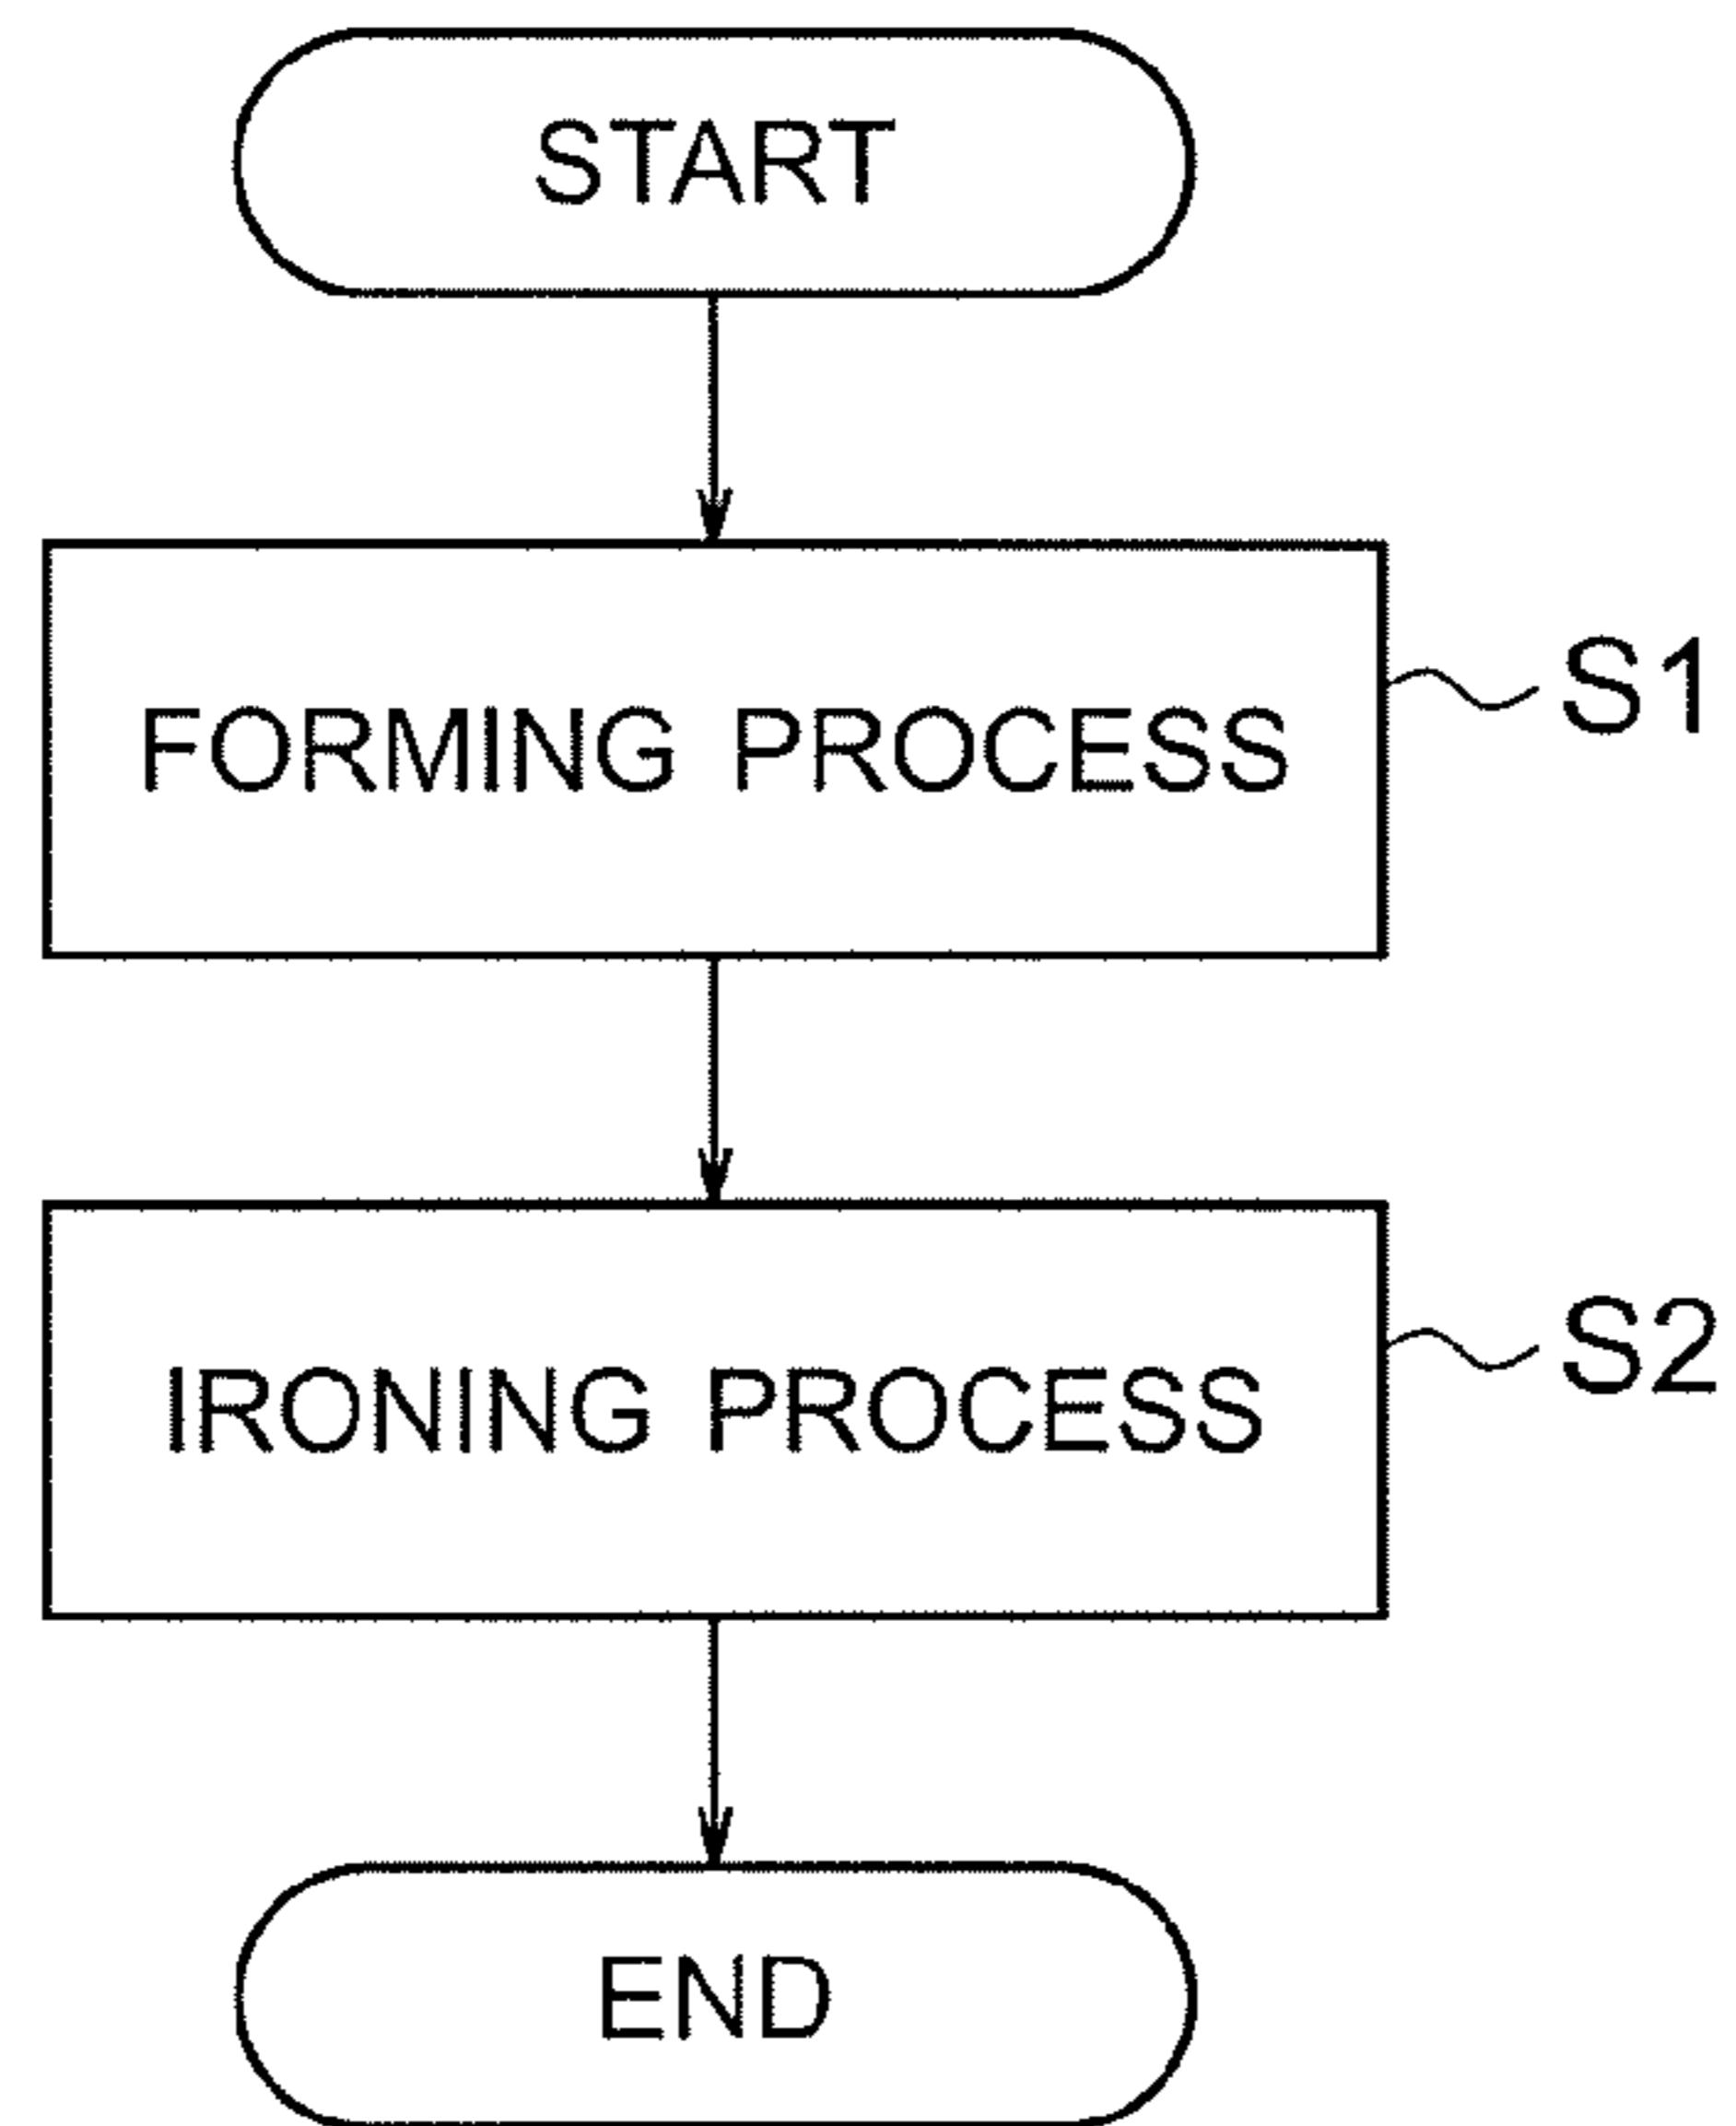 START
FORMING PROCESS
S1
IRONING PROCESS
S2
END